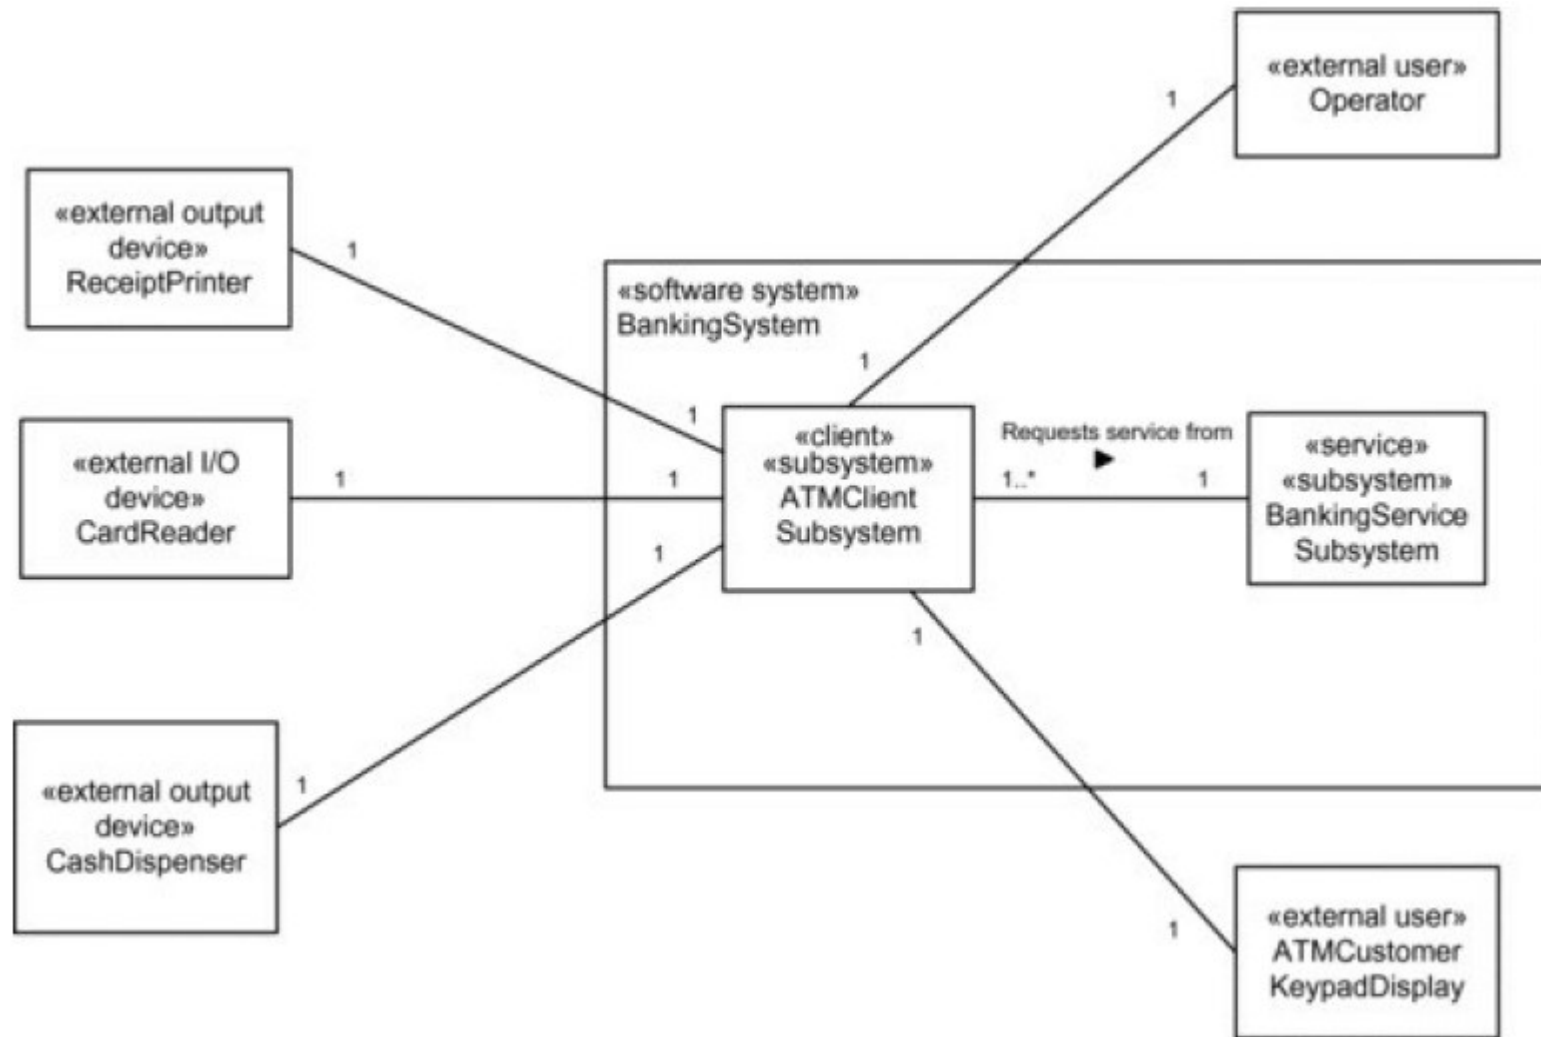 «external user»
Operator
1
«external output
device»
ReceiptPrinter
1
«software system»
BankingSystem
1
1
«client»
«subsystem»
ATMClient
Subsystem
Requests service from
1..*
1
«service»
«subsystem»
BankingService
Subsystem
«external I/O
device»
CardReader
1
1
1
1
«external output
device»
CashDispenser
1
1
«external user»
ATMCustomer
KeypadDisplay